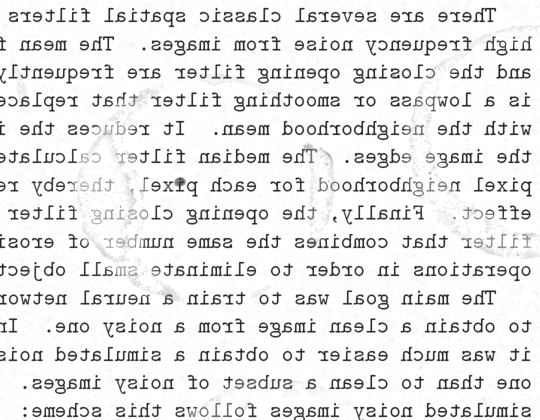 There are several classic spatial filters
high frequency noise from images. The mean f
and the closing opening filter are frequently
is a lowpass or smoothing filter that replace
with the neighborhood mean. It reduces the i
the image edges. The median filter calculate
pixel neighborhood for each pixel, thereby re
effect. Finally, the opening closing filter
filter that combines the same number of erosi
operations in order to eliminate small object
The main goal was to train a neural networ
to obtain a clean image from a noisy one. In
it was much easier to obtain a simulated nois
one than to clean a subset of noisy images.
simulated noisy images follows this scheme: